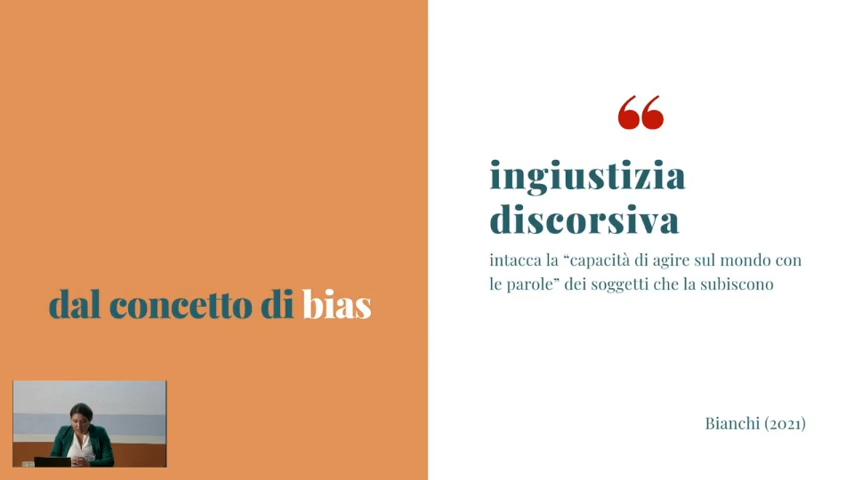 dal concetto di bias
“
ingiustizia
discorsiva
intacca la “capacità di agire sul mondo con
le parole” dei soggetti che la subiscono
Bianchi (2021)